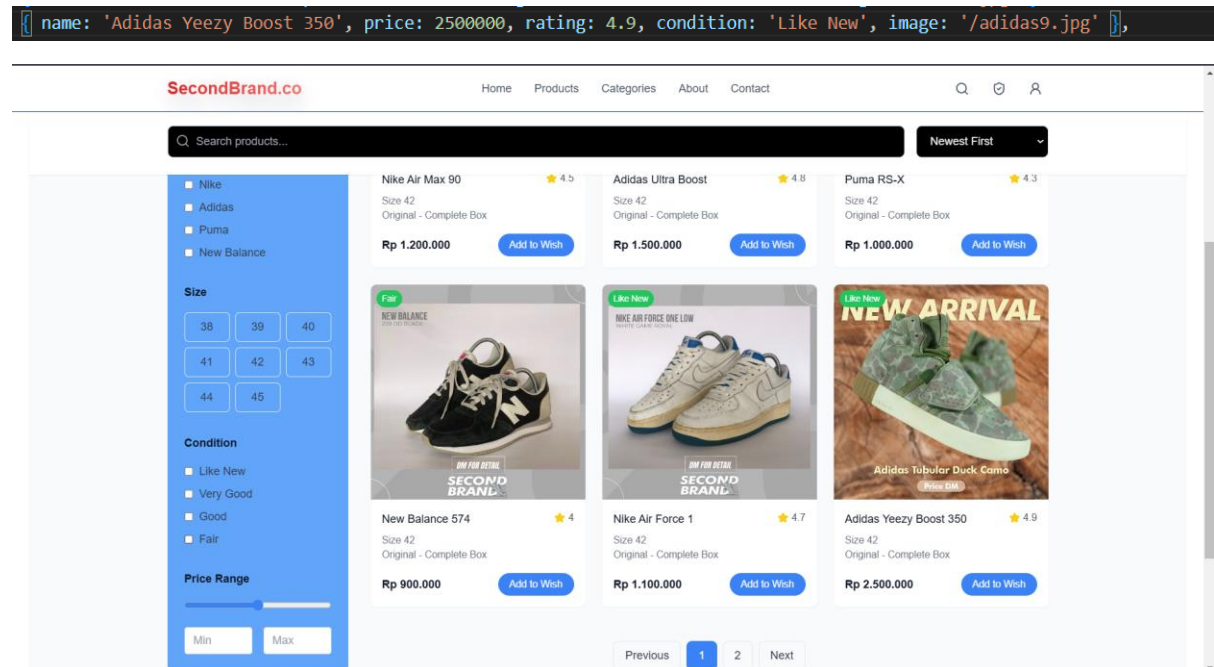 { name: 'Adidas Yeezy Boost 350', price: 2500000, rating: 4.9, condition: 'Like New', image: '/adidas9.jpg' },
SecondBrand.co Home Products Categories About Contact
Search products... Newest First
Nike
Adidas
Puma
New Balance
Size
38 39 40
41 42 43
44 45
Condition
Like New
Very Good
Good
Fair
Price Range
Min Max
Nike Air Max 90 4.5
Size 42
Original - Complete Box
Rp 1.200.000 Add to Wish
Adidas Ultra Boost 4.8
Size 42
Original - Complete Box
Rp 1.500.000 Add to Wish
Puma RS-X 4.3
Size 42
Original - Complete Box
Rp 1.000.000 Add to Wish
Fair
NEW BALANCE
DM FOR DETAIL
SECOND
BRAND
New Balance 574 4
Size 42
Original - Complete Box
Rp 900.000 Add to Wish
Like New
NIKE AIR FORCE ONE LOW
DM FOR DETAIL
SECOND
BRAND
Nike Air Force 1 4.7
Size 42
Original - Complete Box
Rp 1.100.000 Add to Wish
Like New
NEW ARRIVAL
Adidas Tubular Duck Camo
Price DM
Adidas Yeezy Boost 350 4.9
Size 42
Original - Complete Box
Rp 2.500.000 Add to Wish
Previous 1 2 Next